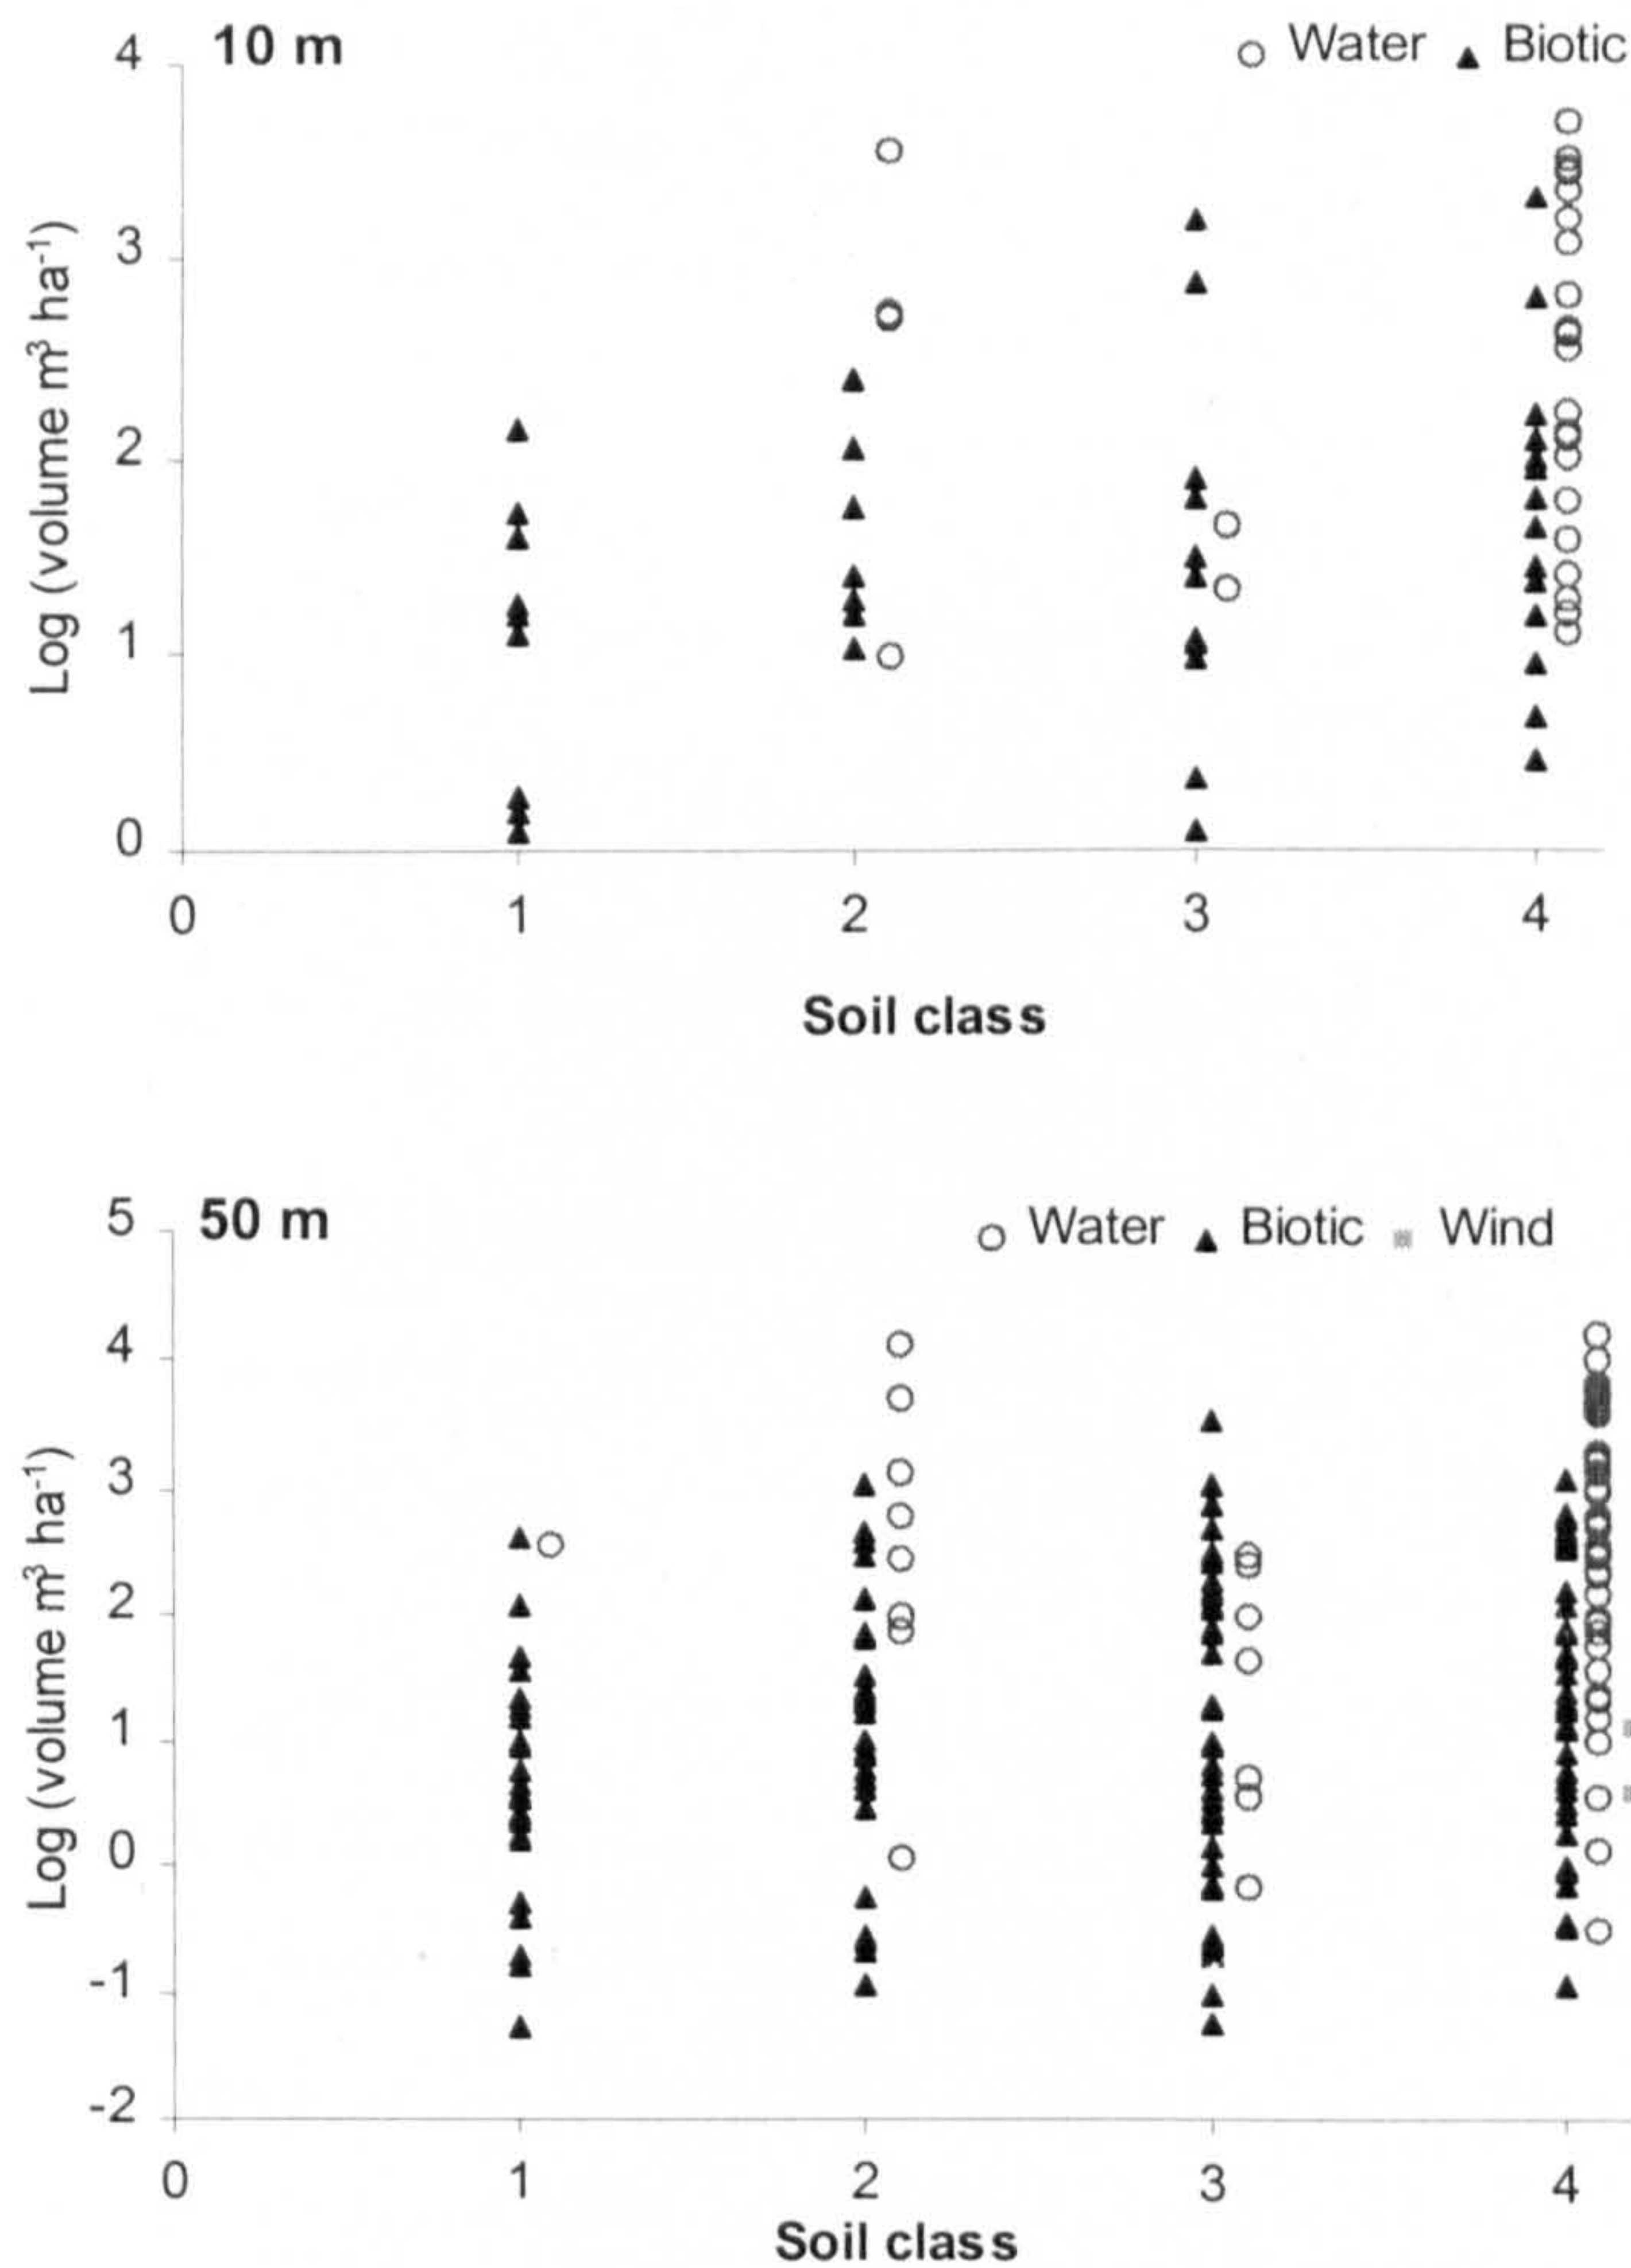 10 m
Water Biotic
4
3
2
1
0
Log (volume m³ ha⁻¹)
0 1 2 3 4
Soil class
50 m
Water Biotic Wind
5
4
3
2
1
0
-1
-2
Log (volume m³ ha⁻¹)
0 1 2 3 4
Soil class